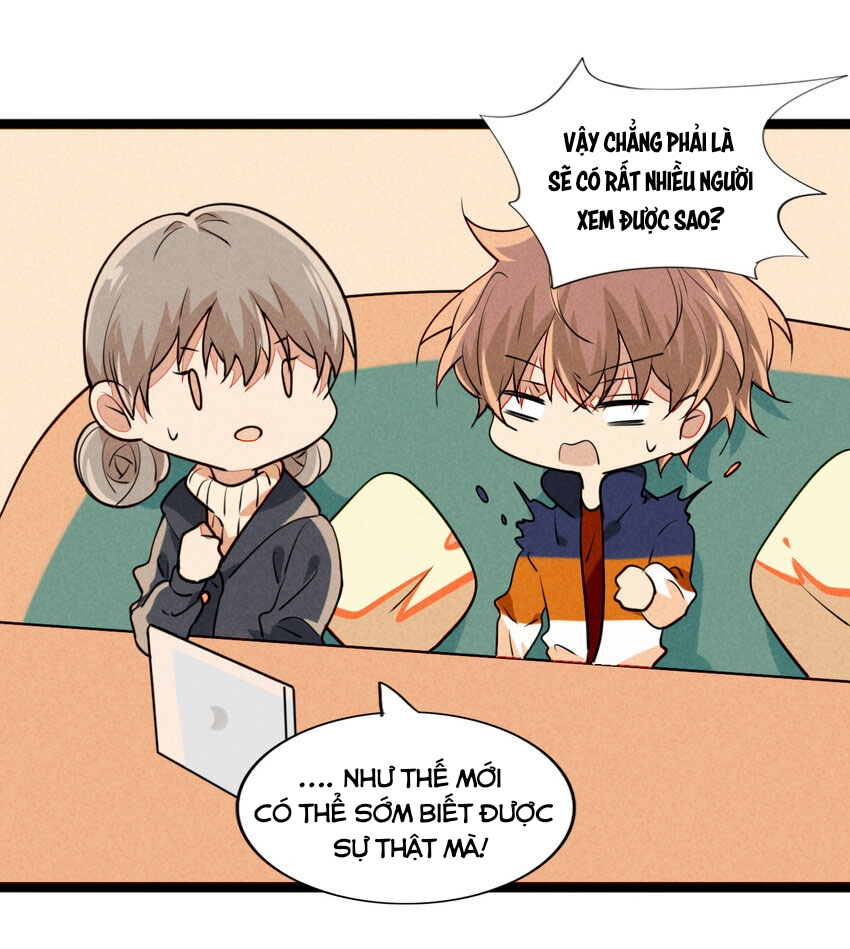 VẬY CHẲNG PHẢI LÀ
SẼ CÓ RẤT NHIỀU NGƯỜI
XEM ĐƯỢC SAO?
.... NHƯ THẾ MỚI
CÓ THỂ SỚM BIẾT ĐƯỢC
SỰ THẬT MÀ!